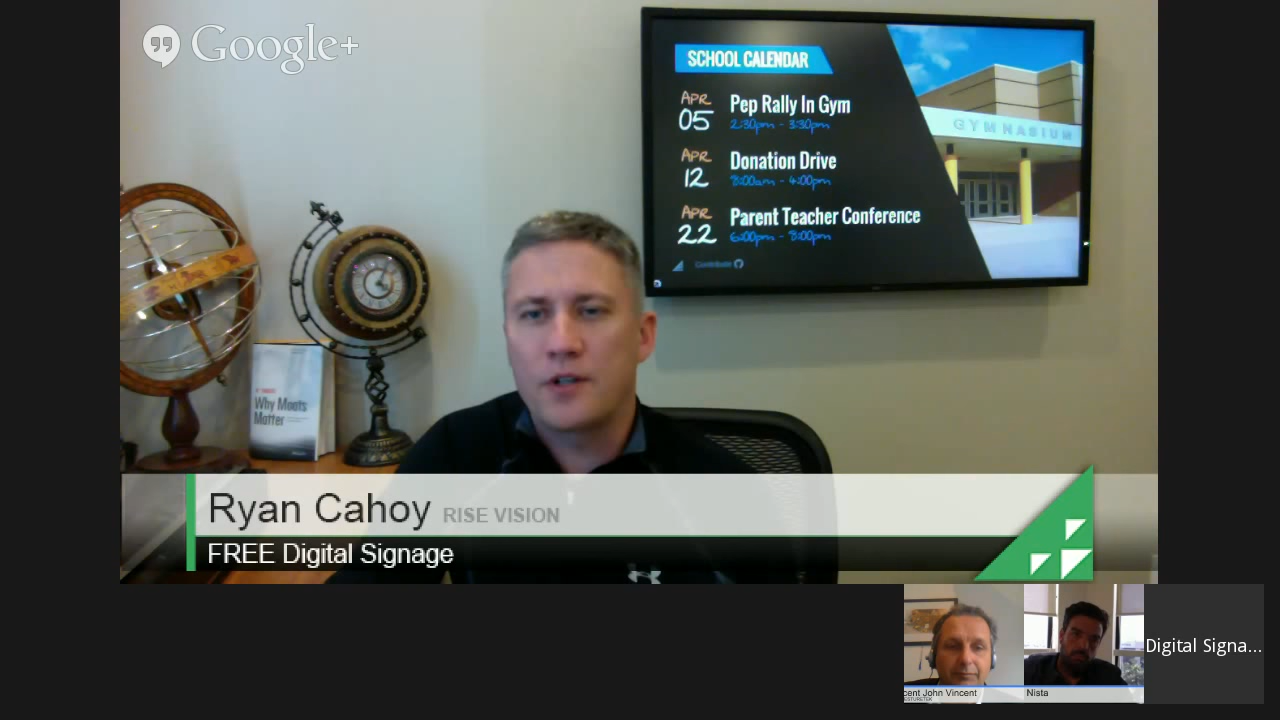 Google+
SCHOOL CALENDAR
APR
05
Pep Rally In Gym
2:30pm - 3:30pm
GYMNASIUM
APR
12
Donation Drive
8:00am - 4:00pm
APR
22
Parent Teacher Conference
6:00pm - 8:00pm
Contribute
Why Meets
Matter
Ryan Cahoy RISE VISION
FREE Digital Signage
Digital Signa...
cent John Vincent
Nista